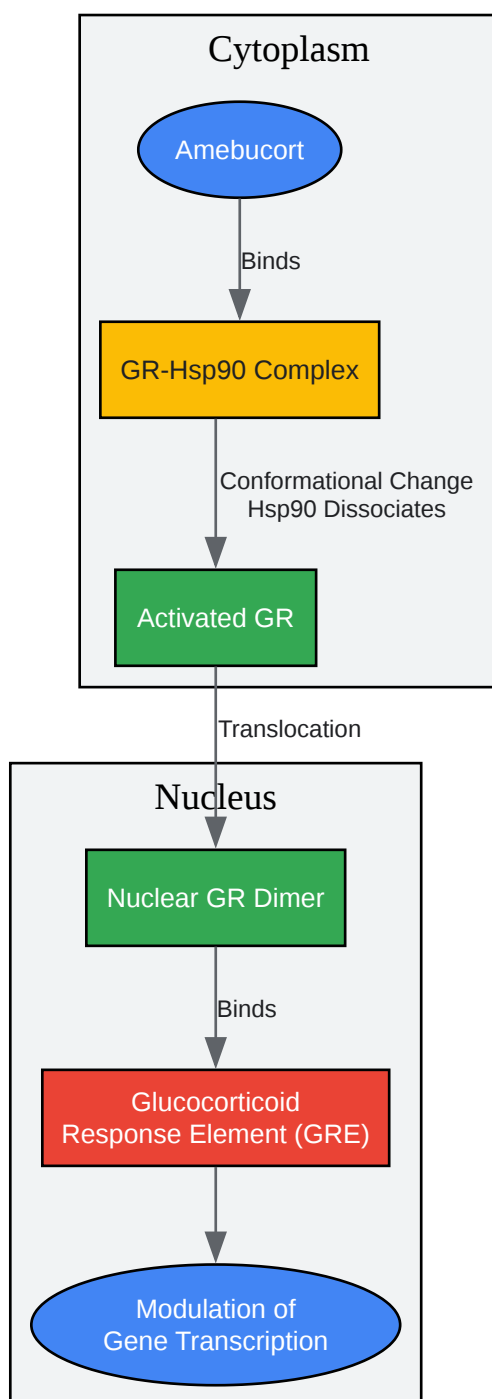 Cytoplasm
Amebucort
Binds
GR-Hsp90 Complex
Conformational Change
Hsp90 Dissociates
Activated GR
Translocation
Nucleus
Nuclear GR Dimer
Binds
Glucocorticoid
Response Element (GRE)
Modulation of
Gene Transcription